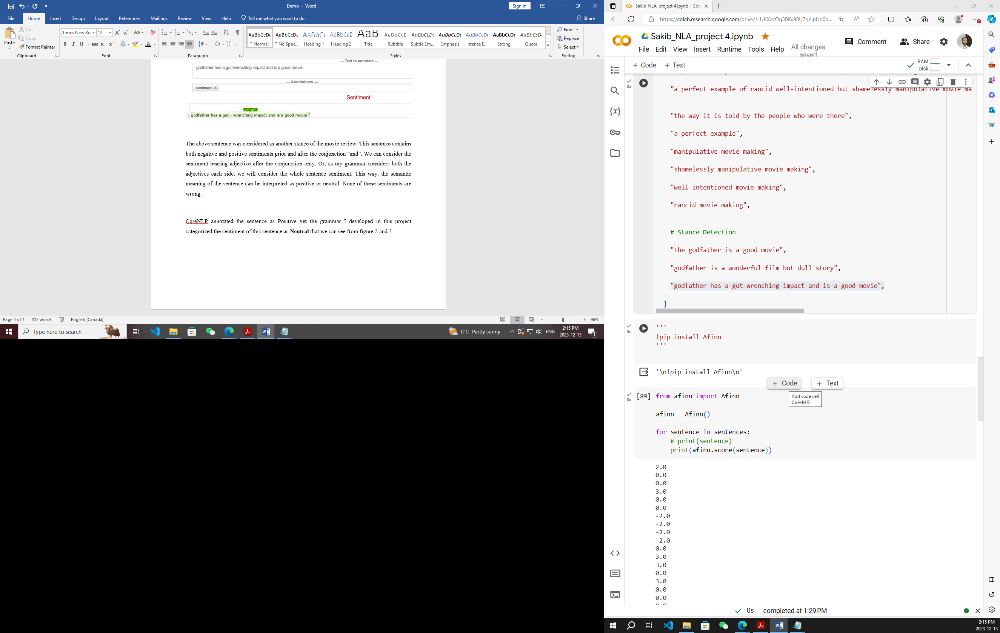 Demo - Word
Sign in
File Home Insert Design Layout References Mailings Review View Help Tell me what you want to do
Share
Paste
Cut
Copy
Format Painter
Clipboard
Times New Ro 12
Font
Paragraph
AaBbCcDc AaBbCcDc AaBbCc AaBbCcE AaB AaBbCcD AaBbCcDc AaBbCcDc AaBbCcDc AaBbCcDc AaBbCcDc
¶ Normal ¶ No Spac... Heading 1 Heading 2 Title Subtitle Subtle Em... Emphasis Intense E... Strong Quote
Styles
Find
Replace
Select
Editing
— Text to annotate —
godfather has a gut-wrenching impact and is a good movie
— Annotations —
sentiment ×
Sentiment:
POSITIVE
1 godfather has a gut - wrenching impact and is a good movie "
The above sentence was considered as another stance of the movie review. This sentence contains
both negative and positive sentiments prior and after the conjunction “and”. We can consider the
sentiment bearing adjective after the conjunction only. Or, as my grammar considers both the
adjectives each side, we will consider the whole sentence sentiment. This way, the semantic
meaning of the sentence can be interpreted as positive or neutral. None of these sentiments are
wrong.
CoreNLP annotated the sentence as Positive yet the grammar I developed in this project
categorized the sentiment of this sentence as Neutral that we can see from figure 2 and 3.
Page 4 of 4 312 words English (Canada)
96%
Type here to search
0°C Partly sunny
ENG
2:15 PM
2023-12-13
Sakib_NLA_project 4.ipynb - Cola
https://colab.research.google.com/drive/1-UKXazOg3BKy98U7qeipHd0q...
Sakib_NLA_project 4.ipynb
File Edit View Insert Runtime Tools Help
All changes saved
Comment
Share
+ Code + Text
RAM
Disk
0s
"a perfect example of rancid well-intentioned but shamelessly manipulative movie ma
"the way it is told by the people who were there",
"a perfect example",
"manipulative movie making",
"shamelessly manipulative movie making",
"well-intentioned movie making",
"rancid movie making",
# Stance Detection
"The godfather is a good movie",
"godfather is a wonderful film but dull story",
"godfather has a gut-wrenching impact and is a good movie",
]
0s
'''
!pip install Afinn
'''
'\n!pip install Afinn\n'
+ Code + Text
Add code cell
Ctrl+M B
0s
[89] from afinn import Afinn
afinn = Afinn()
for sentence in sentences:
# print(sentence)
print(afinn.score(sentence))
2.0
0.0
0.0
3.0
0.0
0.0
-2.0
-2.0
-2.0
-2.0
0.0
3.0
3.0
0.0
3.0
0.0
0.0
0s completed at 1:29 PM
2:15 PM
2023-12-13